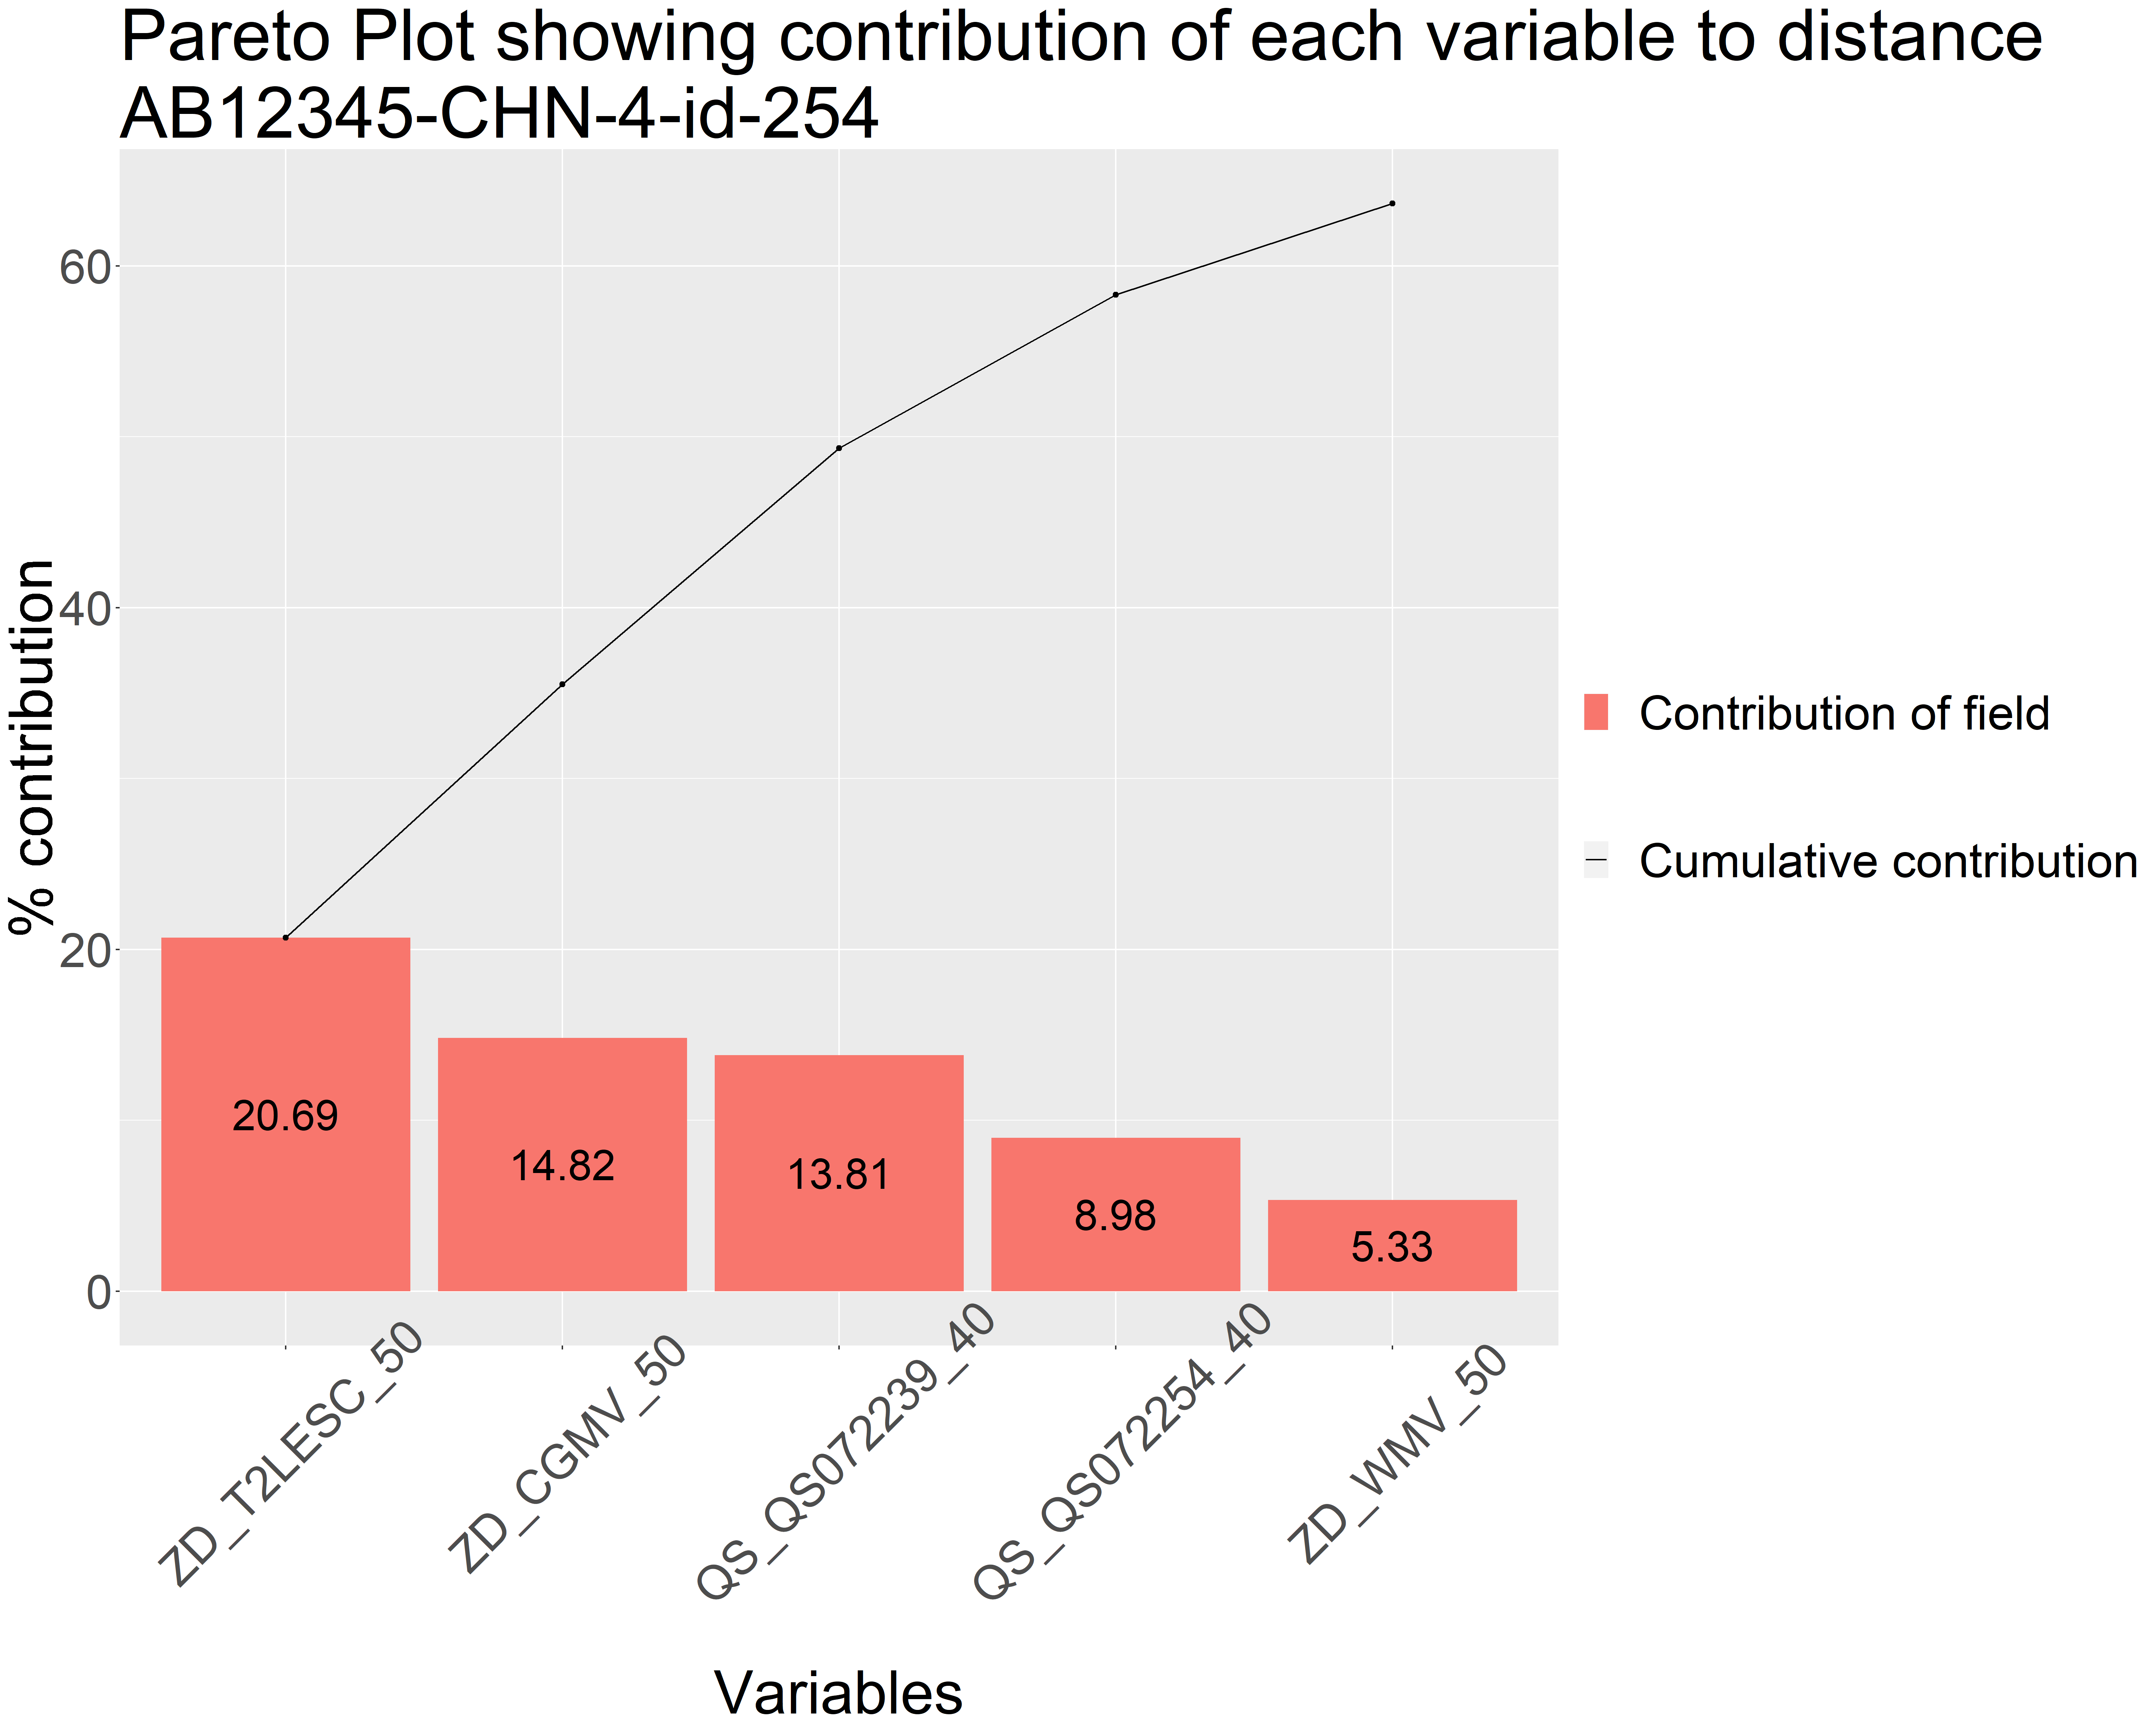 Pareto Plot showing contribution of each variable to distance
AB12345-CHN-4-id-254
% contribution
60
40
20
0
20.69
14.82
13.81
8.98
5.33
ZD_T2LESC_50
ZD_CGMV_50
QS_QS072239_40
QS_QS072254_40
ZD_WMV_50
Variables
Contribution of field
Cumulative contribution